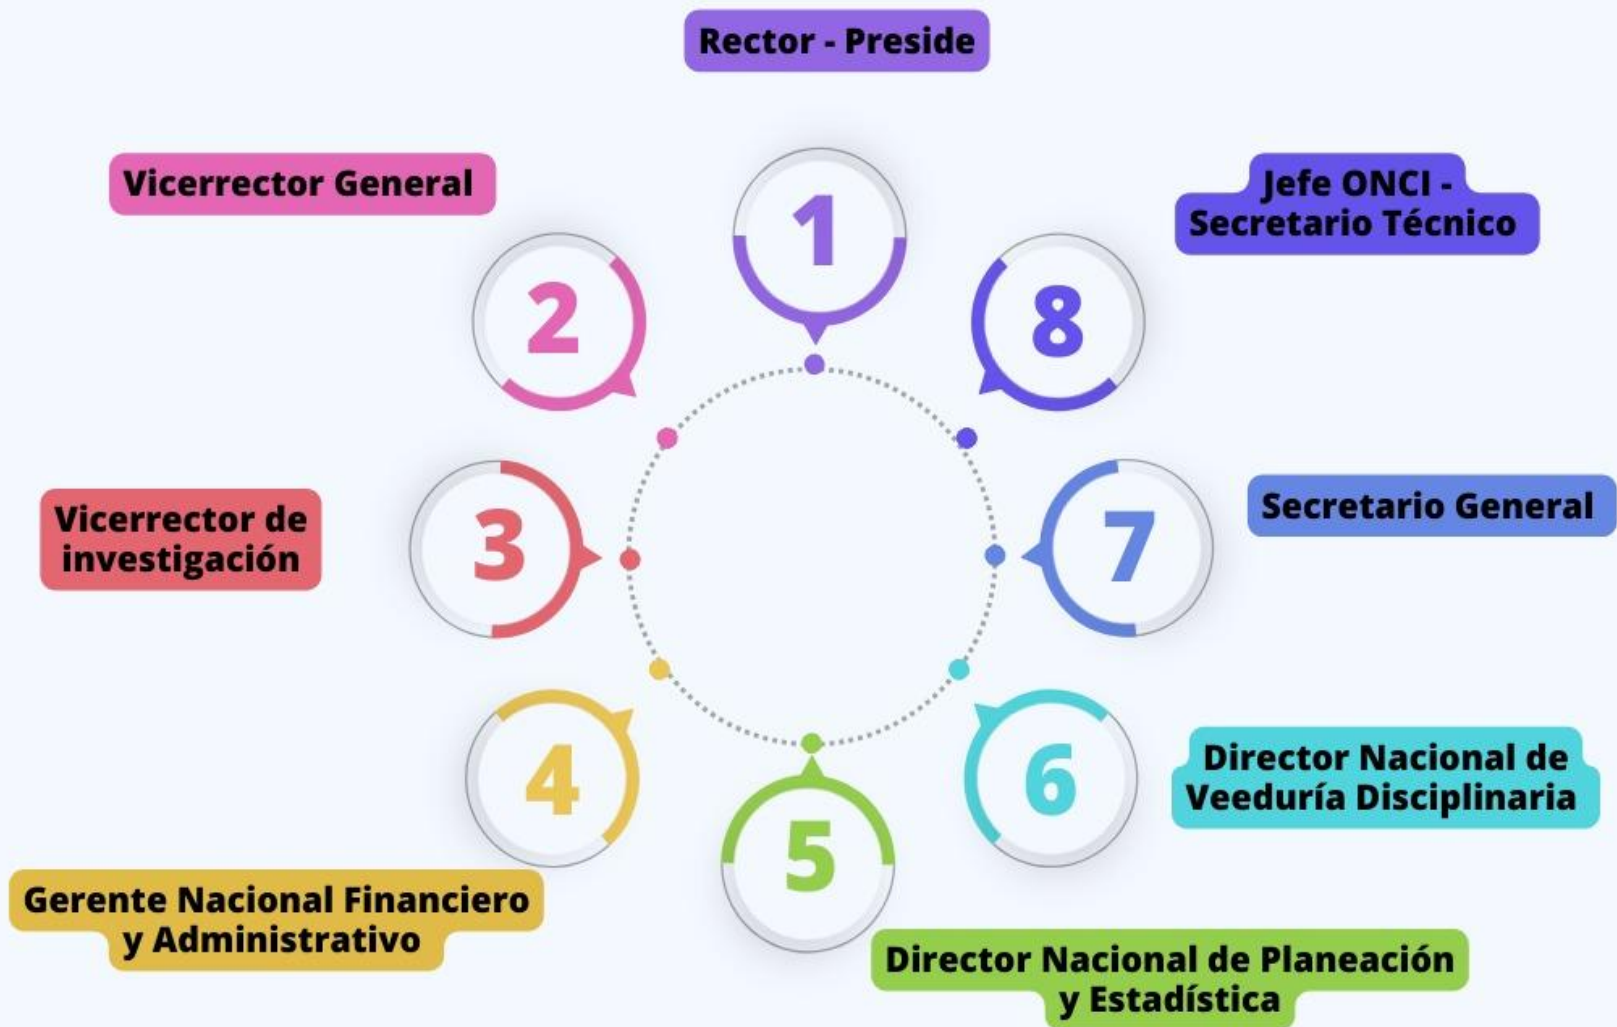 Rector - Preside
1
Vicerrector General
2
Vicerrector de
investigación
3
4
Gerente Nacional Financiero
y Administrativo
5
Director Nacional de Planeación
y Estadística
6
Director Nacional de
Veeduría Disciplinaria
7
Secretario General
8
Jefe ONCI -
Secretario Técnico